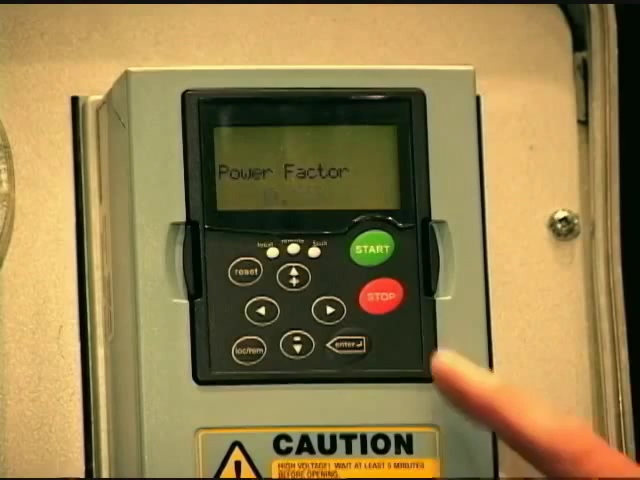 Power Factor
local remote fault
START
reset
+
STOP
loc/rem
enter
CAUTION
HIGH VOLTAGE! WAIT AT LEAST 5 MINUTES
BEFORE OPENING.